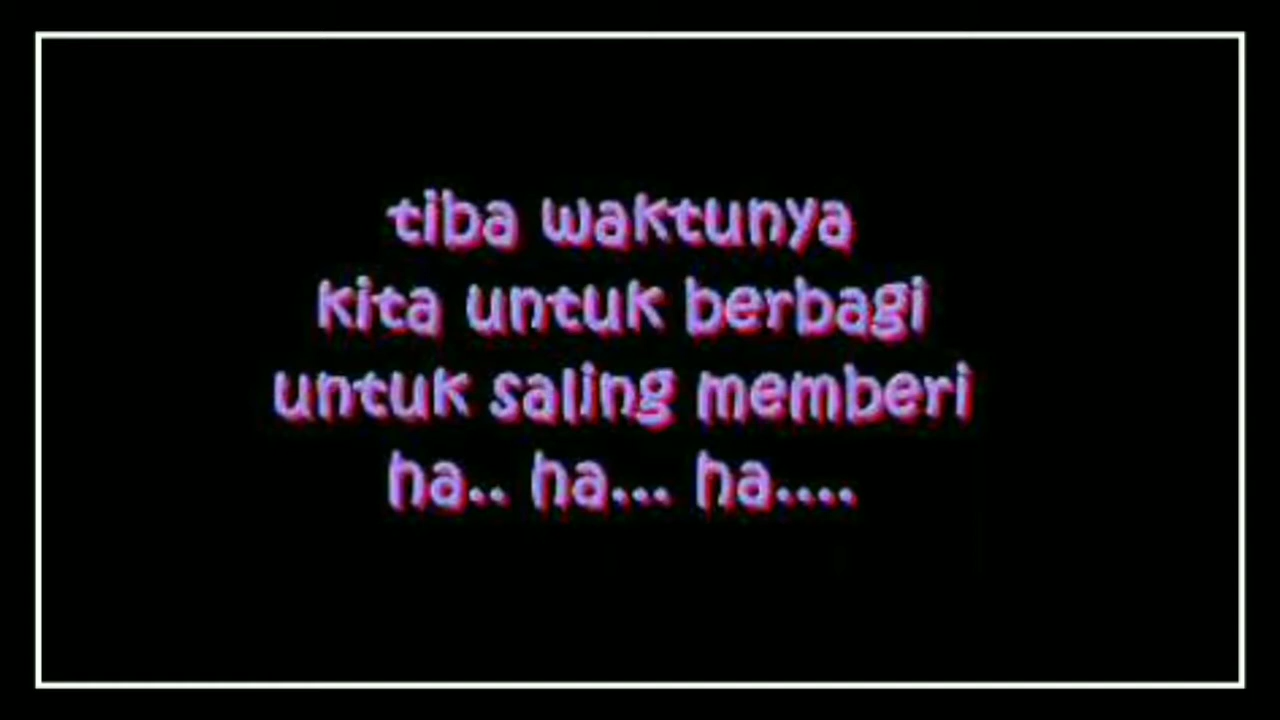 tiba waktunya
kita untuk berbagi
untuk saling memberi
ha.. ha... ha....